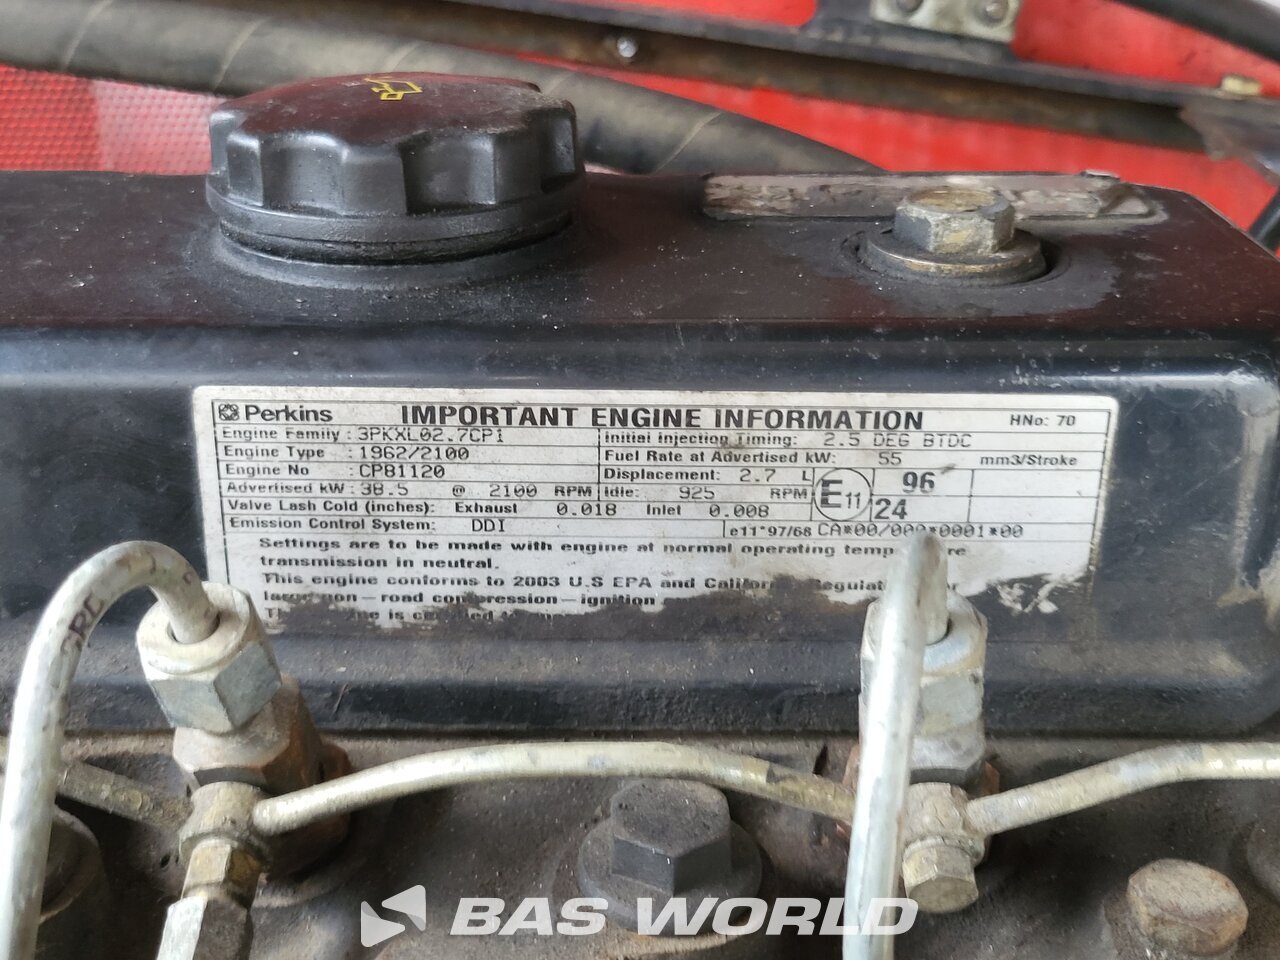 Perkins IMPORTANT ENGINE INFORMATION HNo: 70
Engine Family : 3PKXL02.7CP1 Initial Injection Timing: 2.5 DEG BTDC
Engine Type : 1962/2100 Fuel Rate at Advertised kW: 55 mm3/Stroke
Engine No : CP81120 Displacement: 2.7 L E11 96
Advertised kW : 38.5 @ 2100 RPM Idle: 925 RPM 24
Valve Lash Cold (inches): Exhaust 0.018 Inlet 0.008
Emission Control System: DDI e11*97/68 CA*00/000*0001*00
Settings are to be made with engine at normal operating
transmission in neutral.
This engine conforms to 2003 U.S EPA and
large non-road compression-ignition
is
BAS WORLD